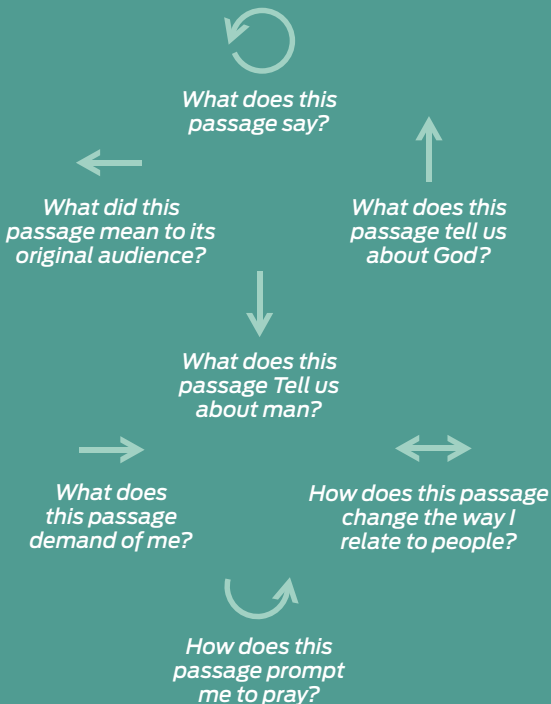 What does this
passage say?
What did this
passage mean to its
original audience?
What does this
passage tell us
about God?
What does this
passage Tell us
about man?
What does
this passage
demand of me?
How does this passage
change the way I
relate to people?
How does this
passage prompt
me to pray?